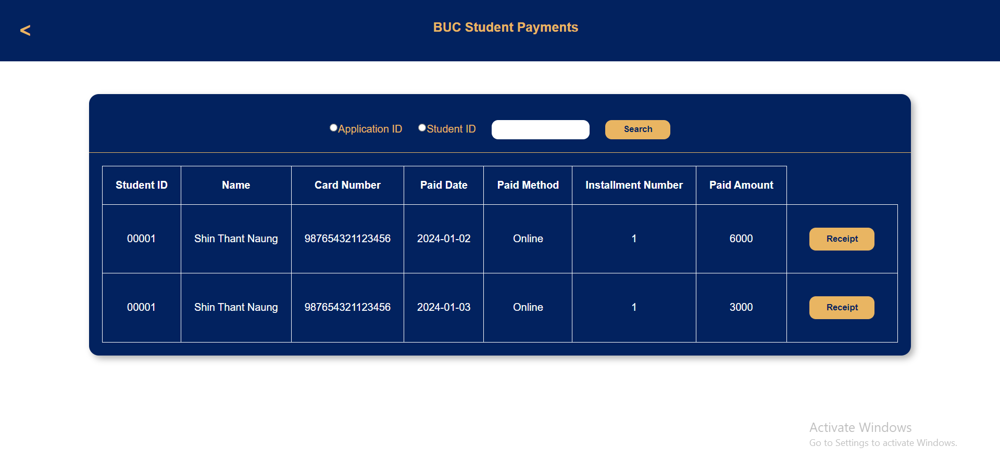 <
BUC Student Payments
Application ID Student ID Search
Student ID Name Card Number Paid Date Paid Method Installment Number Paid Amount
00001 Shin Thant Naung 987654321123456 2024-01-02 Online 1 6000 Receipt
00001 Shin Thant Naung 987654321123456 2024-01-03 Online 1 3000 Receipt
Activate Windows
Go to Settings to activate Windows.